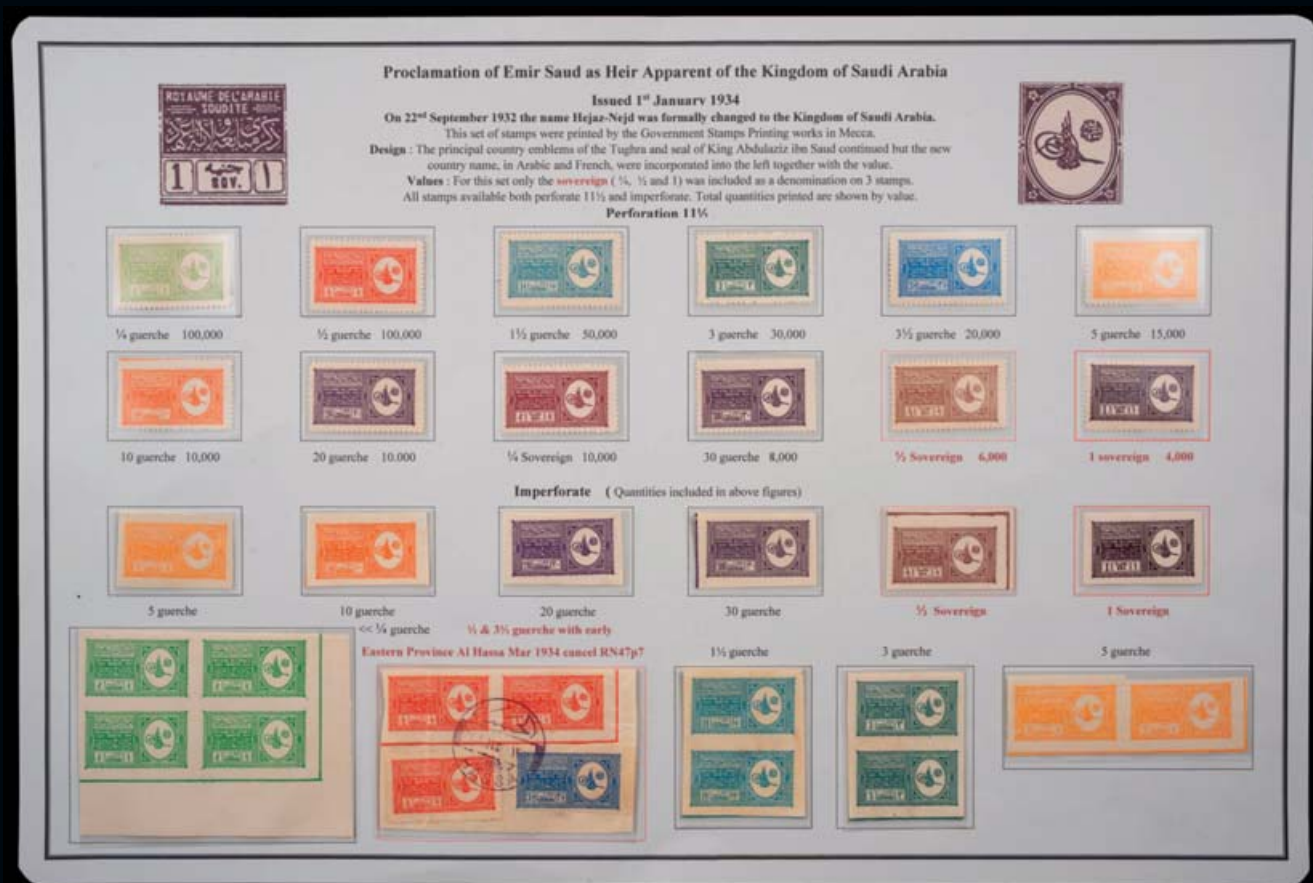 Proclamation of Emir Saud as Heir Apparent of the Kingdom of Saudi Arabia
Issued 1st January 1934
On 22nd September 1932 the name Hejaz-Nejd was formally changed to the Kingdom of Saudi Arabia.
This set of stamps were printed by the Government Stamps Printing works in Mecca.
Design : The principal country emblems of the Tughra and seal of King Abdulaziz ibn Saud continued but the new
country name, in Arabic and French, were incorporated into the left together with the value.
Values : For this set only the sovereign ( ¼, ½ and 1) was included as a denomination on 3 stamps.
All stamps available both perforate 11½ and imperforate. Total quantities printed are shown by value.
ROYAUME DE L'ARABIE
SOUDITE
1 جنيه SOV. ١
Perforation 11½
¼ guerche 100,000
½ guerche 100,000
1½ guerche 50,000
3 guerche 30,000
3½ guerche 20,000
5 guerche 15,000
10 guerche 10,000
20 guerche 10.000
¼ Sovereign 10,000
30 guerche 8,000
½ Sovereign 6,000
1 sovereign 4,000
Imperforate ( Quantities included in above figures)
5 guerche
10 guerche
20 guerche
30 guerche
½ Sovereign
1 Sovereign
<< ¼ guerche
½ & 3½ guerche with early
Eastern Province Al Hassa Mar 1934 cancel RN47p7
1½ guerche
3 guerche
5 guerche